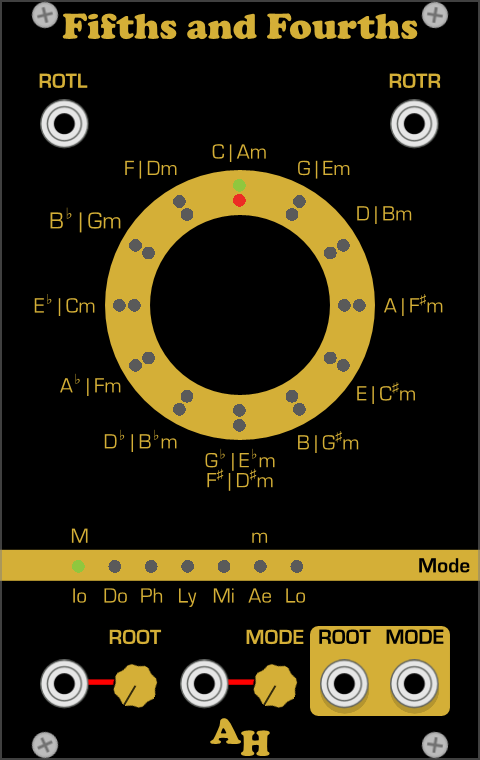 Fifths and Fourths
ROTL ROTR
C|Am
F|Dm G|Em
B♭|Gm D|Bm
E♭|Cm A|F♯m
A♭|Fm E|C♯m
D♭|B♭m B|G♯m
G♭|E♭m
F♯|D♯m
M m
Mode
Io Do Ph Ly Mi Ae Lo
ROOT MODE ROOT MODE
AH